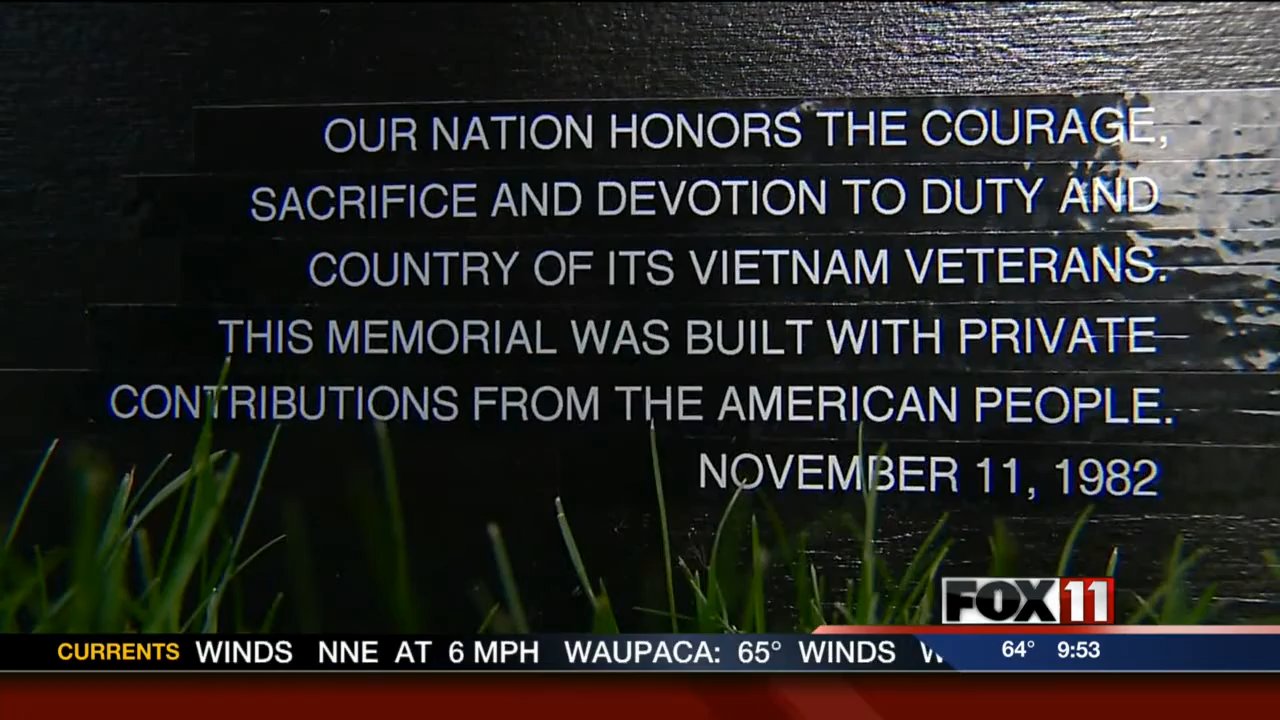 OUR NATION HONORS THE COURAGE,
SACRIFICE AND DEVOTION TO DUTY AND
COUNTRY OF ITS VIETNAM VETERANS.
THIS MEMORIAL WAS BUILT WITH PRIVATE
CONTRIBUTIONS FROM THE AMERICAN PEOPLE.
NOVEMBER 11, 1982
FOX 11
CURRENTS WINDS NNE AT 6 MPH WAUPACA: 65° WINDS 64° 9:53